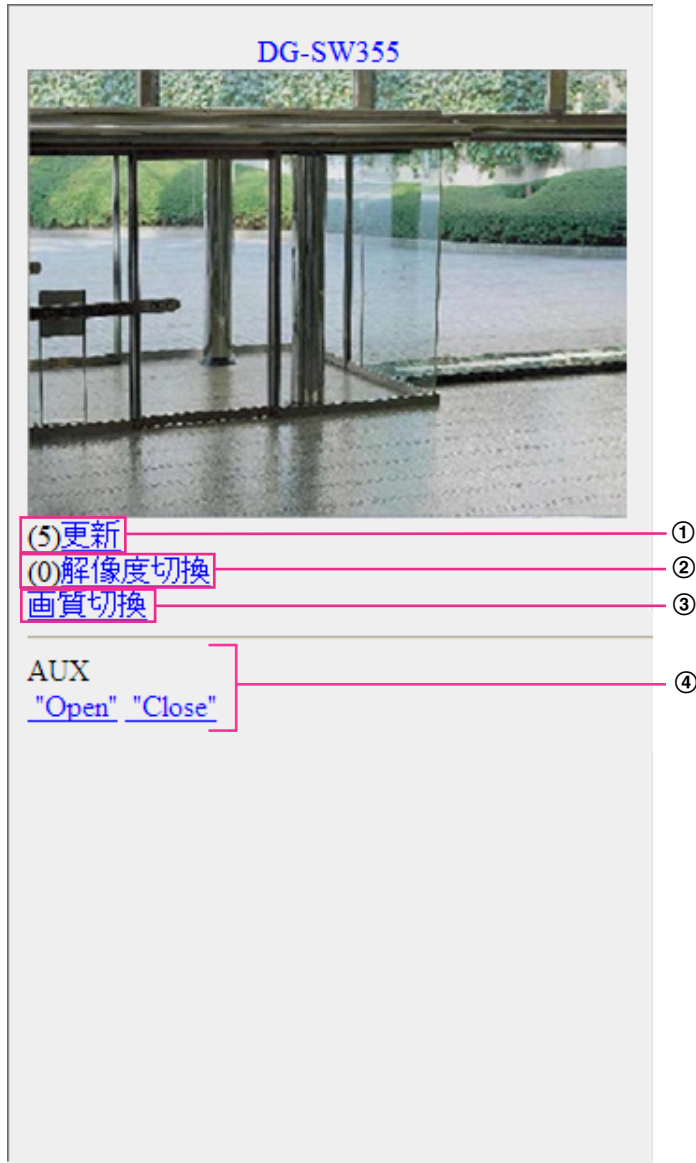 DG-SW355
(5)更新 ①
(0)解像度切換 ②
画質切換 ③
AUX
"Open" "Close" ④